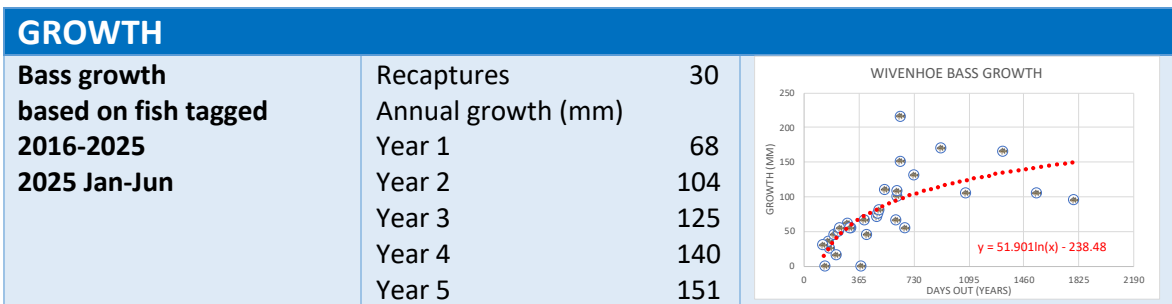 GROWTH
Bass growth
based on fish tagged
2016-2025
2025 Jan-Jun
Recaptures 30
Annual growth (mm)
Year 1 68
Year 2 104
Year 3 125
Year 4 140
Year 5 151
WIVENHOE BASS GROWTH
GROWTH (MM)
250
200
150
100
50
0
y = 51.901ln(x) - 238.48
0 365 730 1095 1460 1825 2190
DAYS OUT (YEARS)